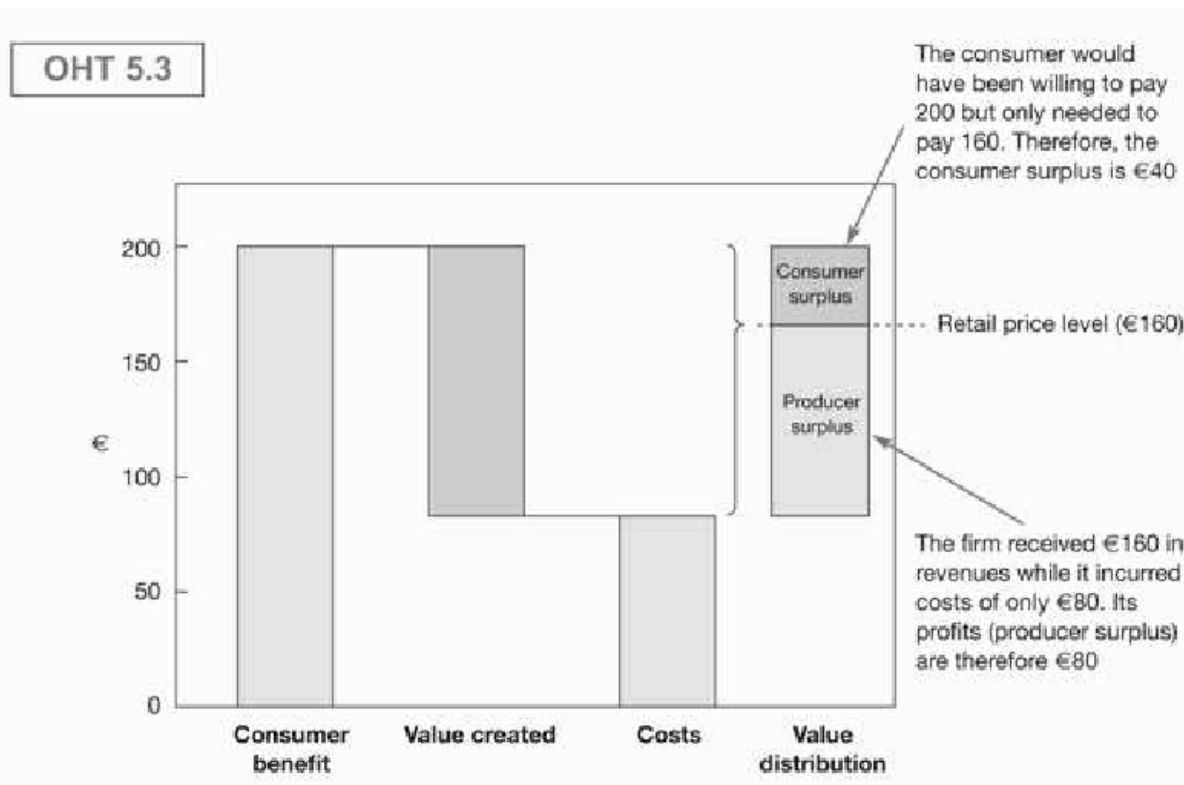 OHT 5.3
The consumer would
have been willing to pay
200 but only needed to
pay 160. Therefore, the
consumer surplus is €40
200
150
€
100
50
0
Consumer
surplus
Retail price level (€160)
Producer
surplus
The firm received €160 in
revenues while it incurred
costs of only €80. Its
profits (producer surplus)
are therefore €80
Consumer
benefit
Value created
Costs
Value
distribution